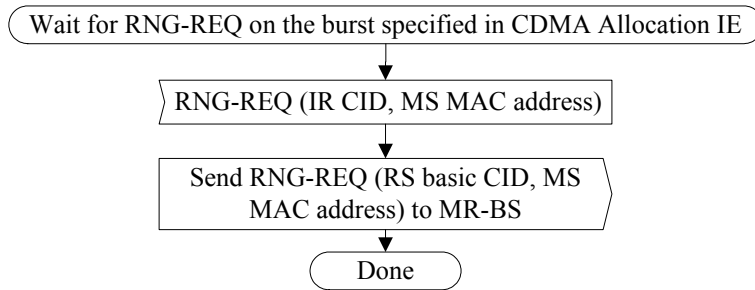 Wait for RNG-REQ on the burst specified in CDMA Allocation IE
RNG-REQ (IR CID, MS MAC address)
Send RNG-REQ (RS basic CID, MS
MAC address) to MR-BS
Done